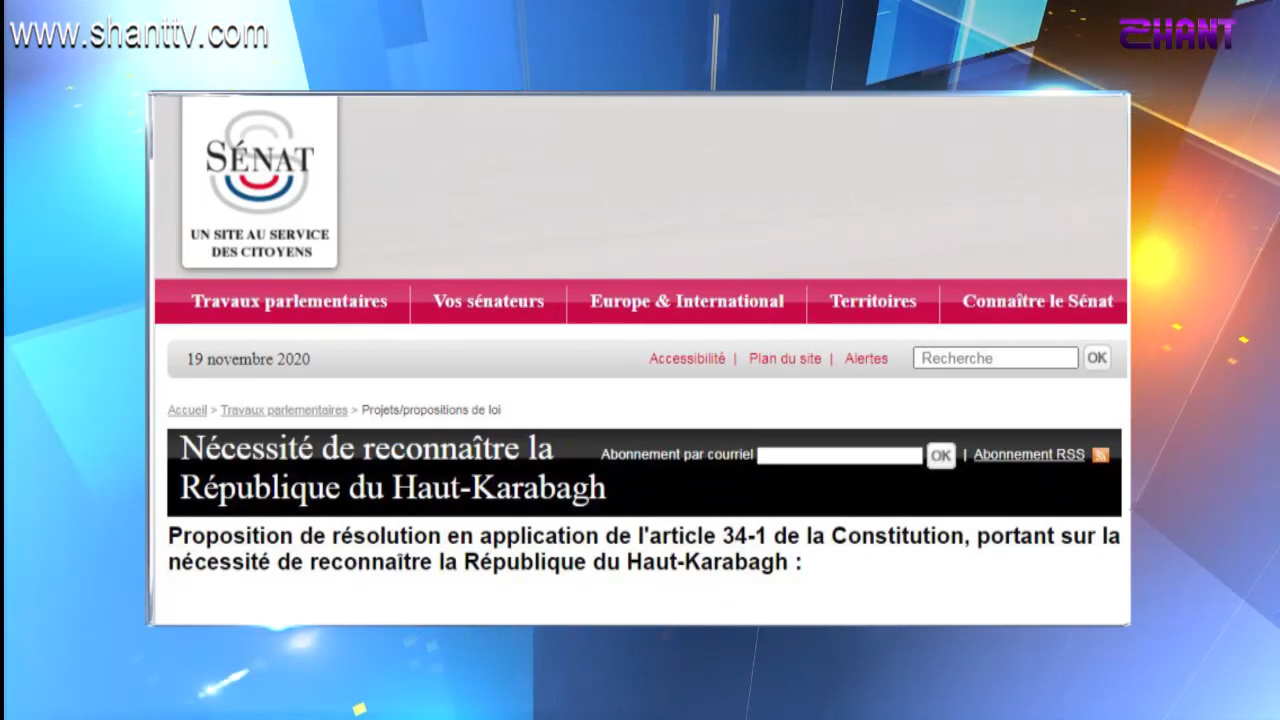 www.shanttv.com
SHANT
SÉNAT
UN SITE AU SERVICE
DES CITOYENS
Travaux parlementaires
Vos sénateurs
Europe & International
Territoires
Connaître le Sénat
19 novembre 2020
Accessibilité | Plan du site | Alertes
Recherche
OK
Accueil > Travaux parlementaires > Projets/propositions de loi
Nécessité de reconnaître la
République du Haut-Karabagh
Abonnement par courriel
OK
| Abonnement RSS
Proposition de résolution en application de l'article 34-1 de la Constitution, portant sur la
nécessité de reconnaître la République du Haut-Karabagh :